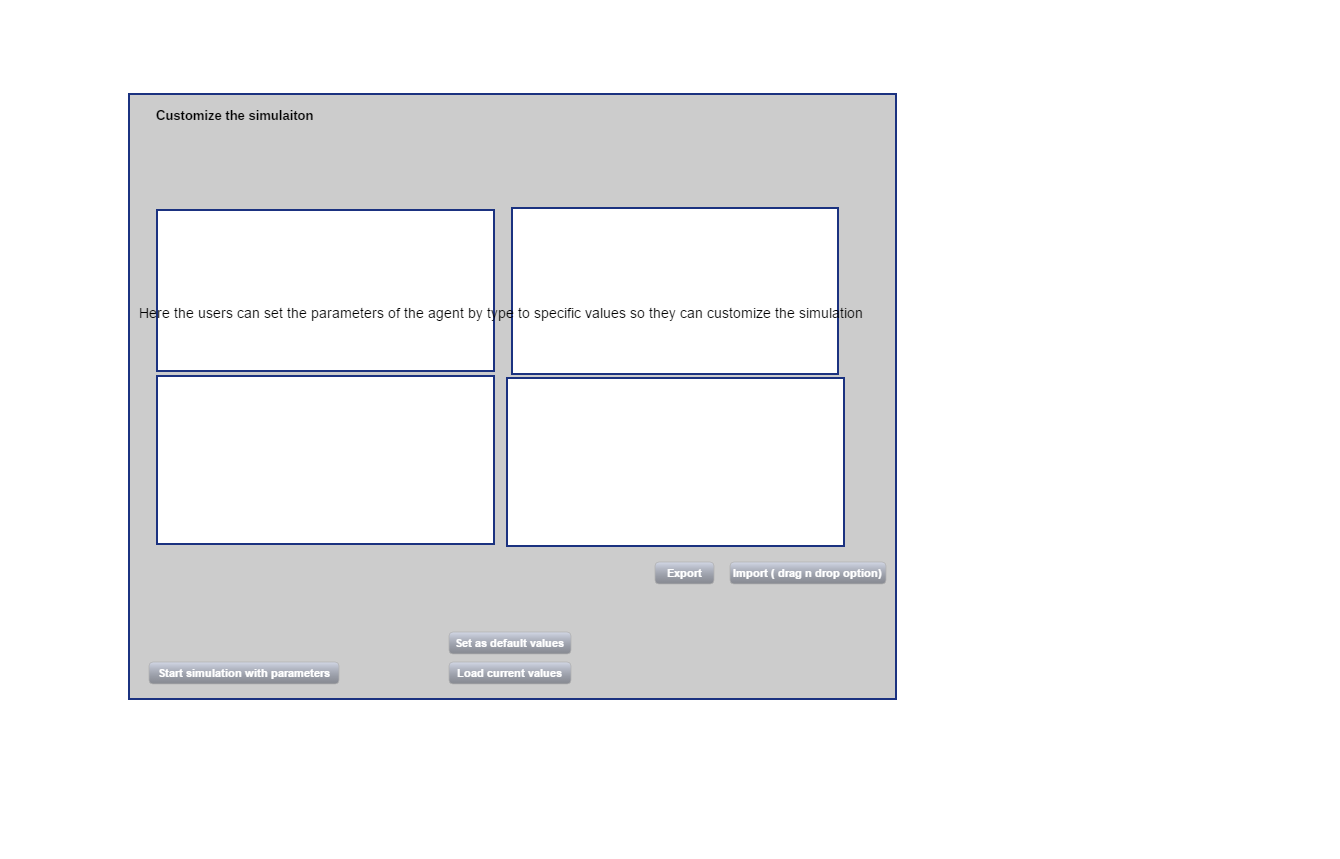 Customize the simulaiton
Here the users can set the parameters of the agent by type to specific values so they can customize the simulation
Export
Import ( drag n drop option)
Set as default values
Start simulation with parameters
Load current values